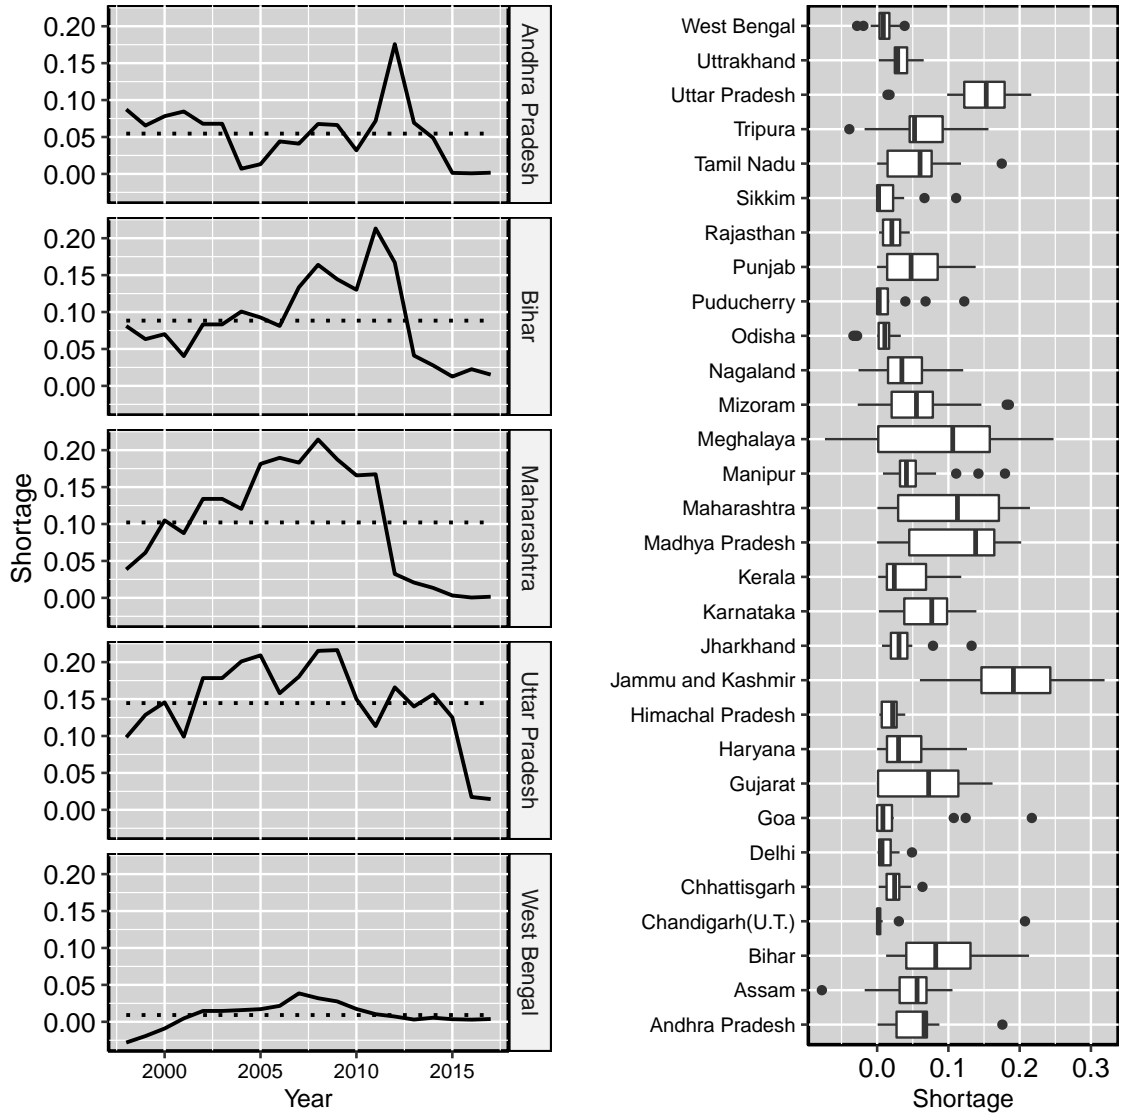 0.20
0.15
0.10
0.05
0.00
Andhra Pradesh
0.20
0.15
0.10
0.05
0.00
Bihar
0.20
0.15
0.10
0.05
0.00
Maharashtra
0.20
0.15
0.10
0.05
0.00
Uttar Pradesh
0.20
0.15
0.10
0.05
0.00
West Bengal
Shortage
2000
2005
2010
2015
Year
West Bengal
Uttrakhand
Uttar Pradesh
Tripura
Tamil Nadu
Sikkim
Rajasthan
Punjab
Puducherry
Odisha
Nagaland
Mizoram
Meghalaya
Manipur
Maharashtra
Madhya Pradesh
Kerala
Karnataka
Jharkhand
Jammu and Kashmir
Himachal Pradesh
Haryana
Gujarat
Goa
Delhi
Chhattisgarh
Chandigarh(U.T.)
Bihar
Assam
Andhra Pradesh
0.0
0.1
0.2
0.3
Shortage